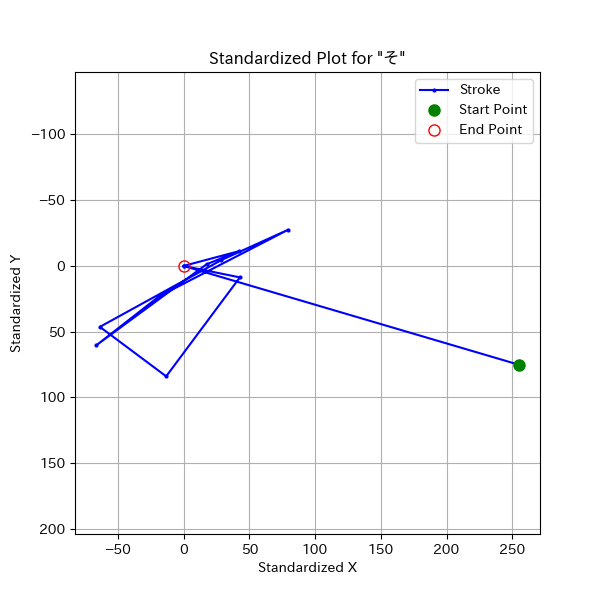 Standardized Plot for "そ"
Stroke
Start Point
End Point
−100
−50
0
50
100
150
200
Standardized Y
−50 0 50 100 150 200 250
Standardized X